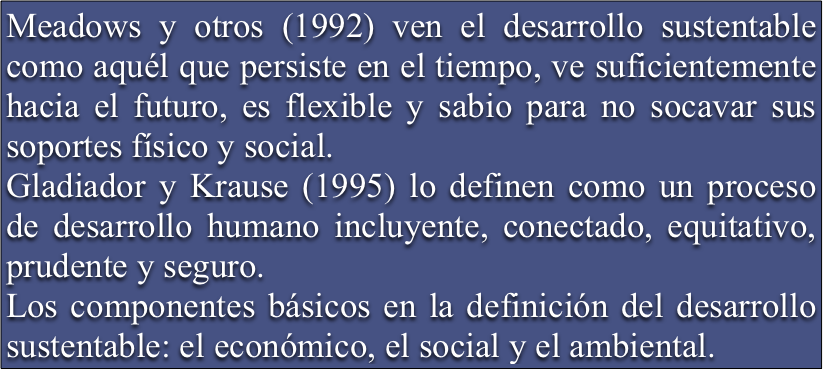 Meadows y otros (1992) ven el desarrollo sustentable
como aquél que persiste en el tiempo, ve suficientemente
hacia el futuro, es flexible y sabio para no socavar sus
soportes físico y social.
Gladiador y Krause (1995) lo definen como un proceso
de desarrollo humano incluyente, conectado, equitativo,
prudente y seguro.
Los componentes básicos en la definición del desarrollo
sustentable: el económico, el social y el ambiental.